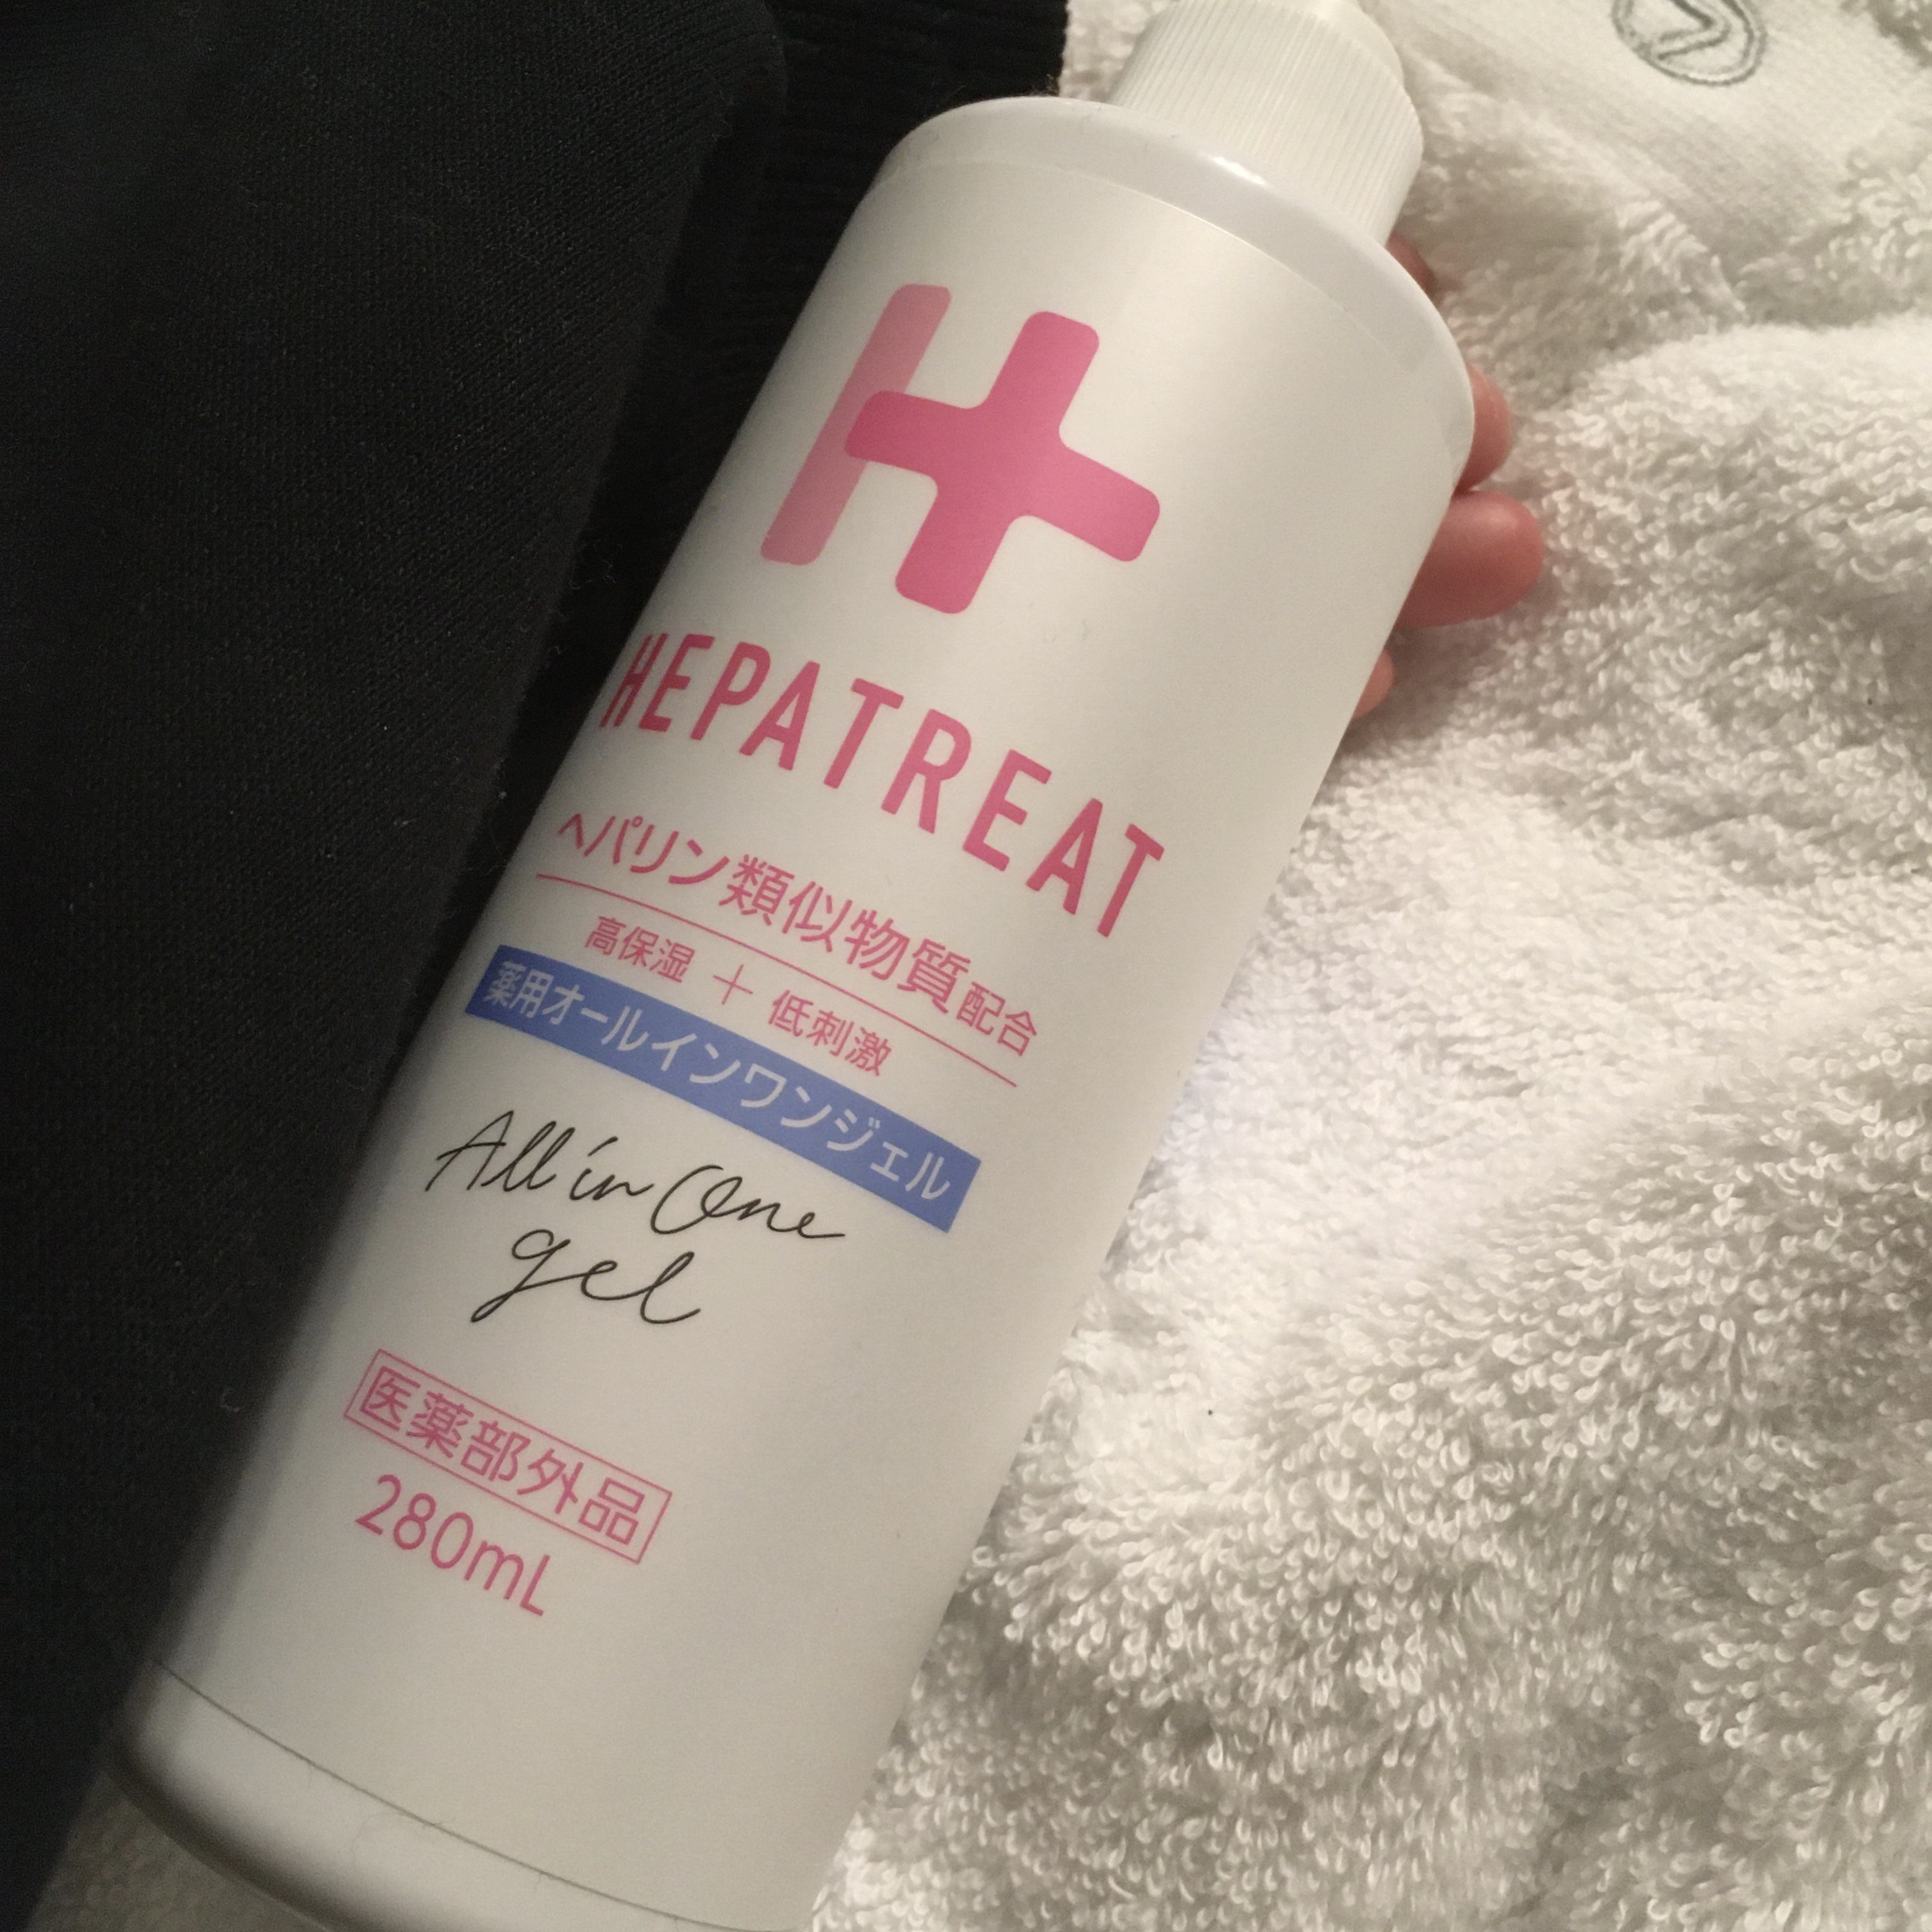 HEPATREAT
ヘパリン類似物質配合
高保湿 + 低刺激
薬用オールインワンジェル
All in One
gel
医薬部外品
280mL